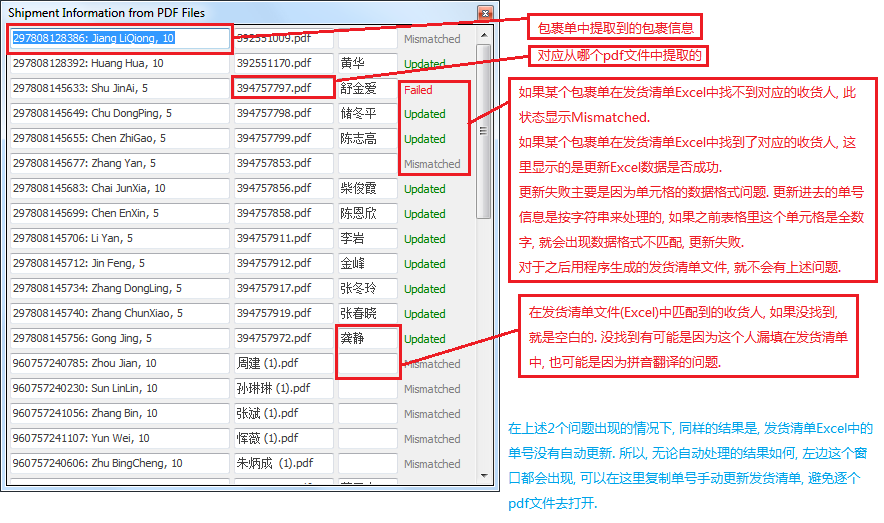 Shipment Information from PDF Files
297808128386: Jiang LiQiong, 10 392551009.pdf Mismatched
297808128392: Huang Hua, 10 392551170.pdf 黄华 Updated
297808145633: Shu JinAi, 5 394757797.pdf 舒金爱 Failed
297808145649: Chu DongPing, 5 394757798.pdf 储冬平 Updated
297808145655: Chen ZhiGao, 5 394757799.pdf 陈志高 Updated
297808145677: Zhang Yan, 5 394757853.pdf Mismatched
297808145683: Chai JunXia, 10 394757856.pdf 柴俊霞 Updated
297808145699: Chen EnXin, 5 394757858.pdf 陈恩欣 Updated
297808145706: Li Yan, 5 394757911.pdf 李岩 Updated
297808145712: Jin Feng, 5 394757912.pdf 金峰 Updated
297808145734: Zhang DongLing, 5 394757917.pdf 张冬玲 Updated
297808145740: Zhang ChunXiao, 5 394757919.pdf 张春晓 Updated
297808145756: Gong Jing, 5 394757972.pdf 龚静 Updated
960757240785: Zhou Jian, 10 周建 (1).pdf Mismatched
960757240230: Sun LinLin, 10 孙琳琳 (1).pdf Mismatched
960757241056: Zhang Bin, 10 张斌 (1).pdf Mismatched
960757241107: Yun Wei, 10 恽薇 (1).pdf Mismatched
960757240606: Zhu BingCheng, 10 朱炳成 (1).pdf Mismatched
包裹单中提取到的包裹信息
对应从哪个pdf文件中提取的
如果某个包裹单在发货清单Excel中找不到对应的收货人, 此
状态显示Mismatched.
如果某个包裹单在发货清单Excel中找到了对应的收货人, 这
里显示的是更新Excel数据是否成功.
更新失败主要是因为单元格的数据格式问题. 更新进去的单号
信息是按字符串来处理的, 如果之前表格里这个单元格是全数
字, 就会出现数据格式不匹配, 更新失败.
对于之后用程序生成的发货清单文件, 就不会有上述问题.
在发货清单文件(Excel)中匹配到的收货人, 如果没找到,
就是空白的. 没找到有可能是因为这个人漏填在发货清单
中, 也可能是因为拼音翻译的问题.
在上述2个问题出现的情况下, 同样的结果是, 发货清单Excel中的
单号没有自动更新. 所以, 无论自动处理的结果如何, 左边这个窗
口都会出现, 可以在这里复制单号手动更新发货清单, 避免逐个
pdf文件去打开.